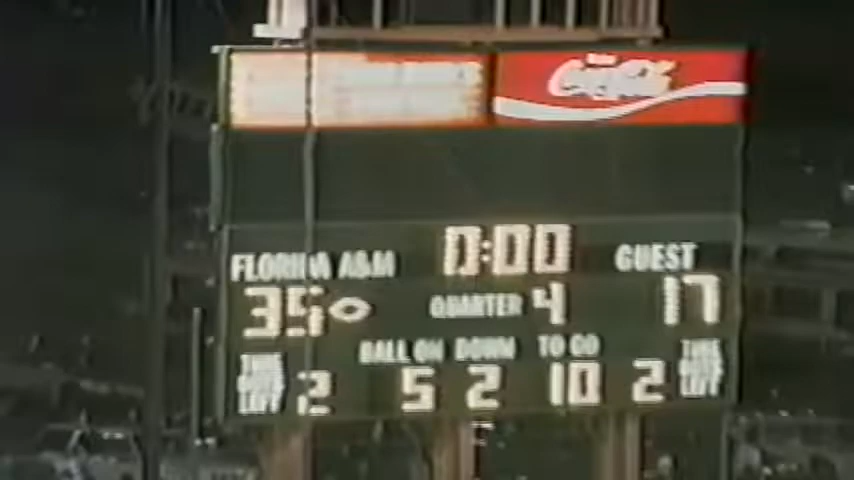 Coca-Cola
0:00
FLORIDA A&M GUEST
35 QUARTER 4 17
BALL ON DOWN TO GO
TIME OUTS LEFT 2 5 2 10 2 TIME OUTS LEFT